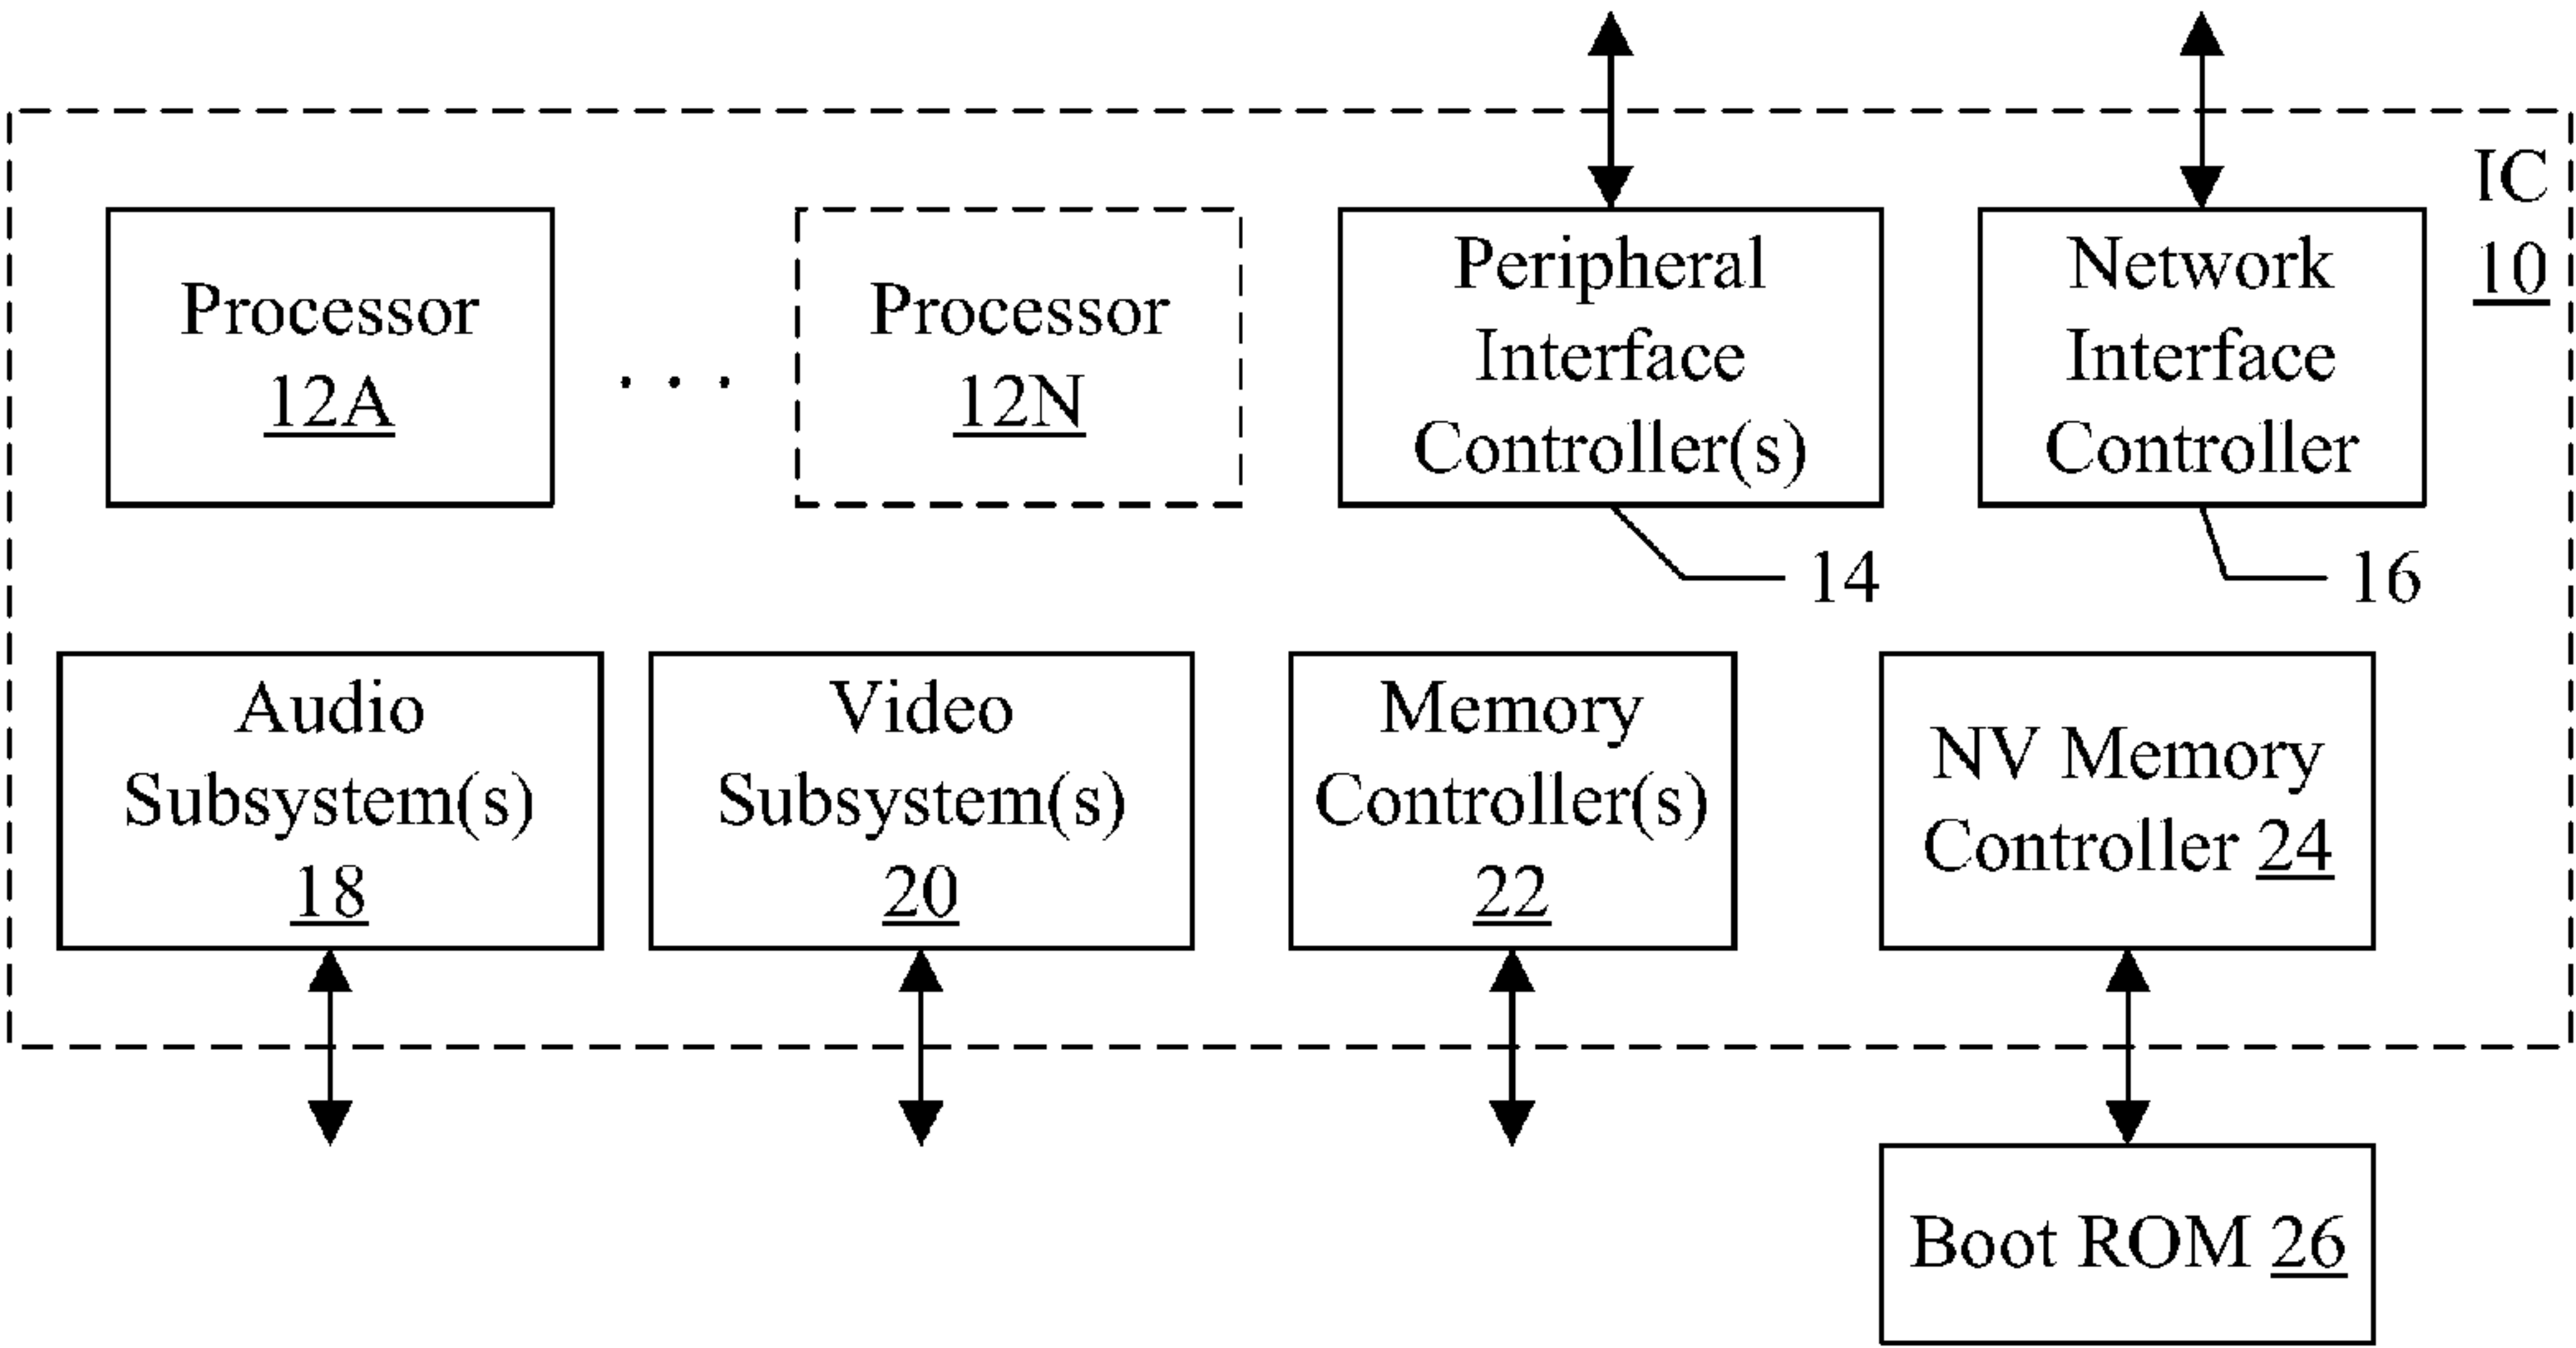 IC
10
Processor
12A
. . .
Processor
12N
Peripheral
Interface
Controller(s)
14
Network
Interface
Controller
16
Audio
Subsystem(s)
18
Video
Subsystem(s)
20
Memory
Controller(s)
22
NV Memory
Controller 24
Boot ROM 26